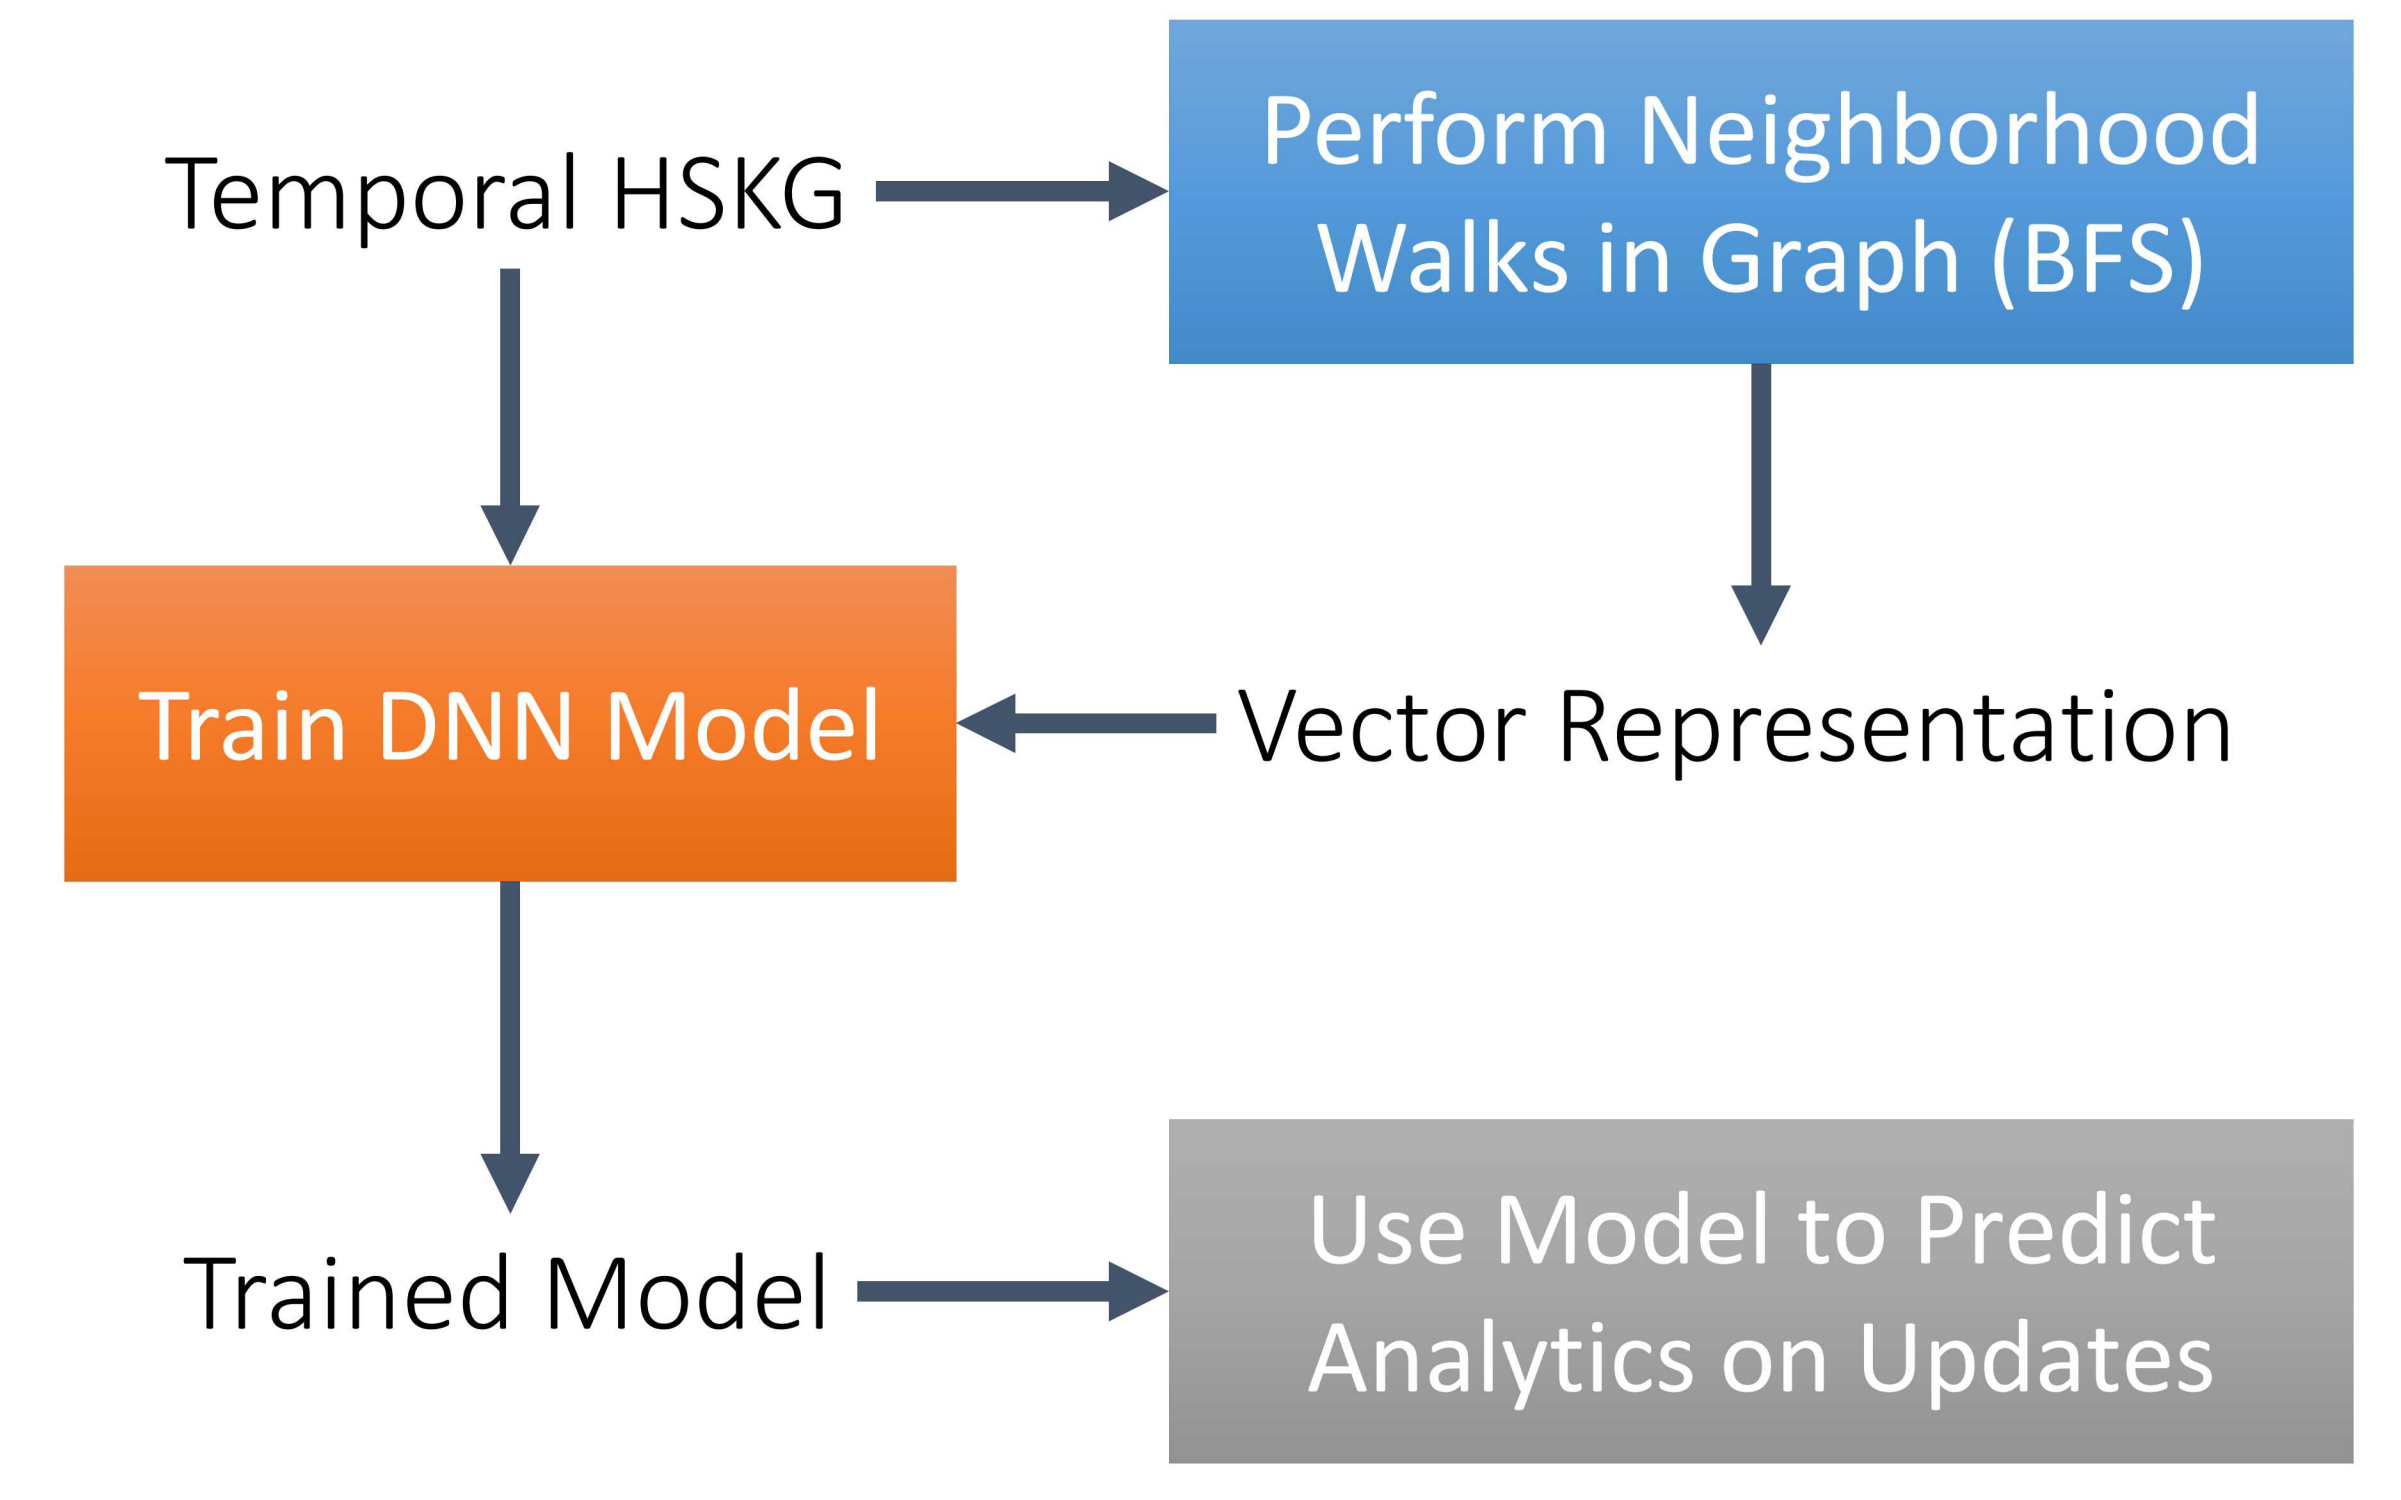 Temporal HSKG
Perform Neighborhood
Walks in Graph (BFS)
Train DNN Model
Vector Representation
Trained Model
Use Model to Predict
Analytics on Updates